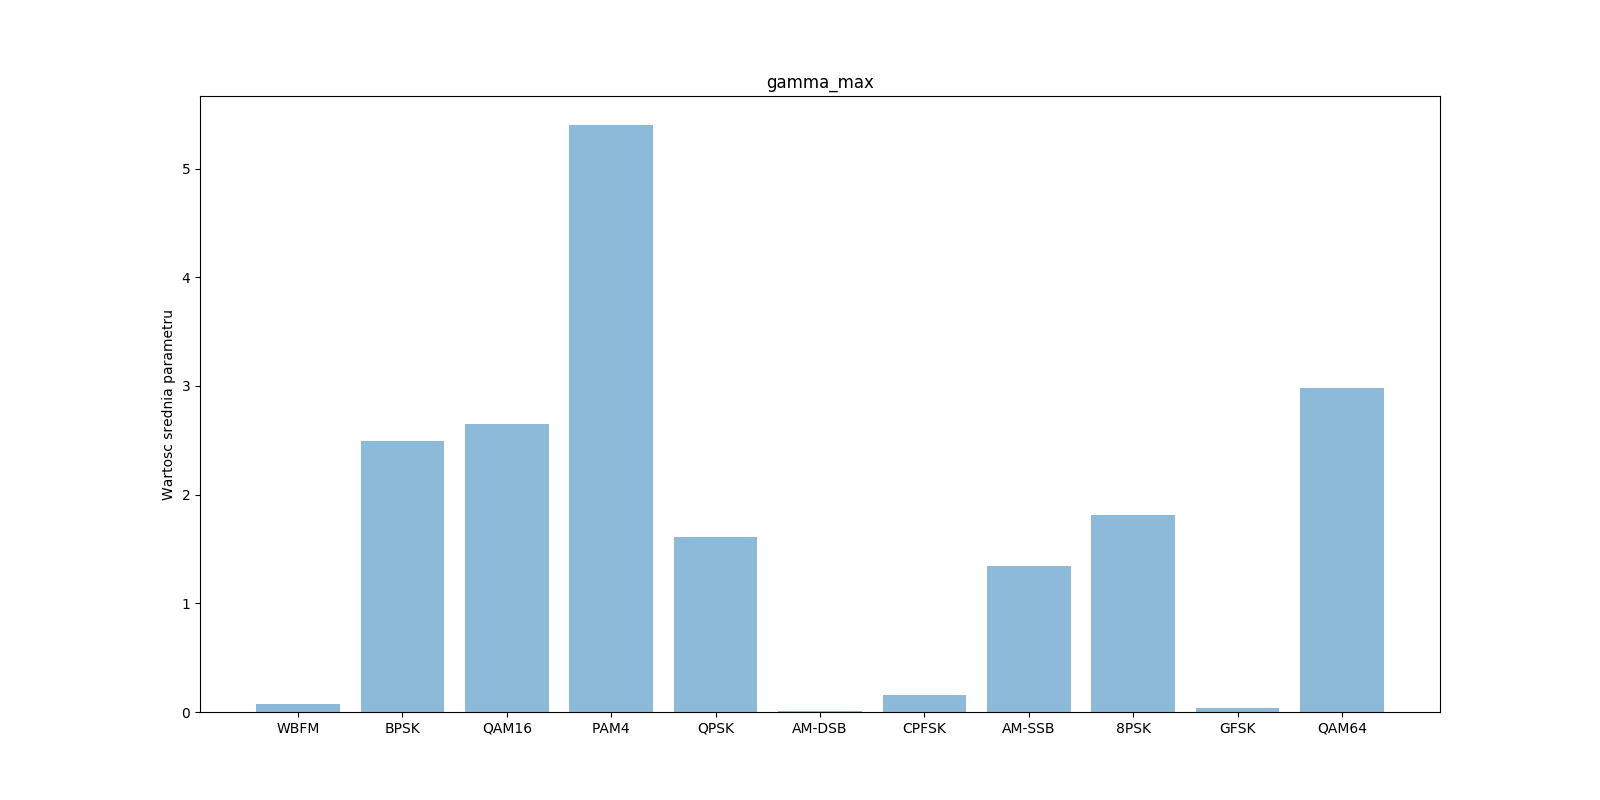 gamma_max
Wartosc srednia parametru
5
4
3
2
1
0
WBFM BPSK QAM16 PAM4 QPSK AM-DSB CPFSK AM-SSB 8PSK GFSK QAM64